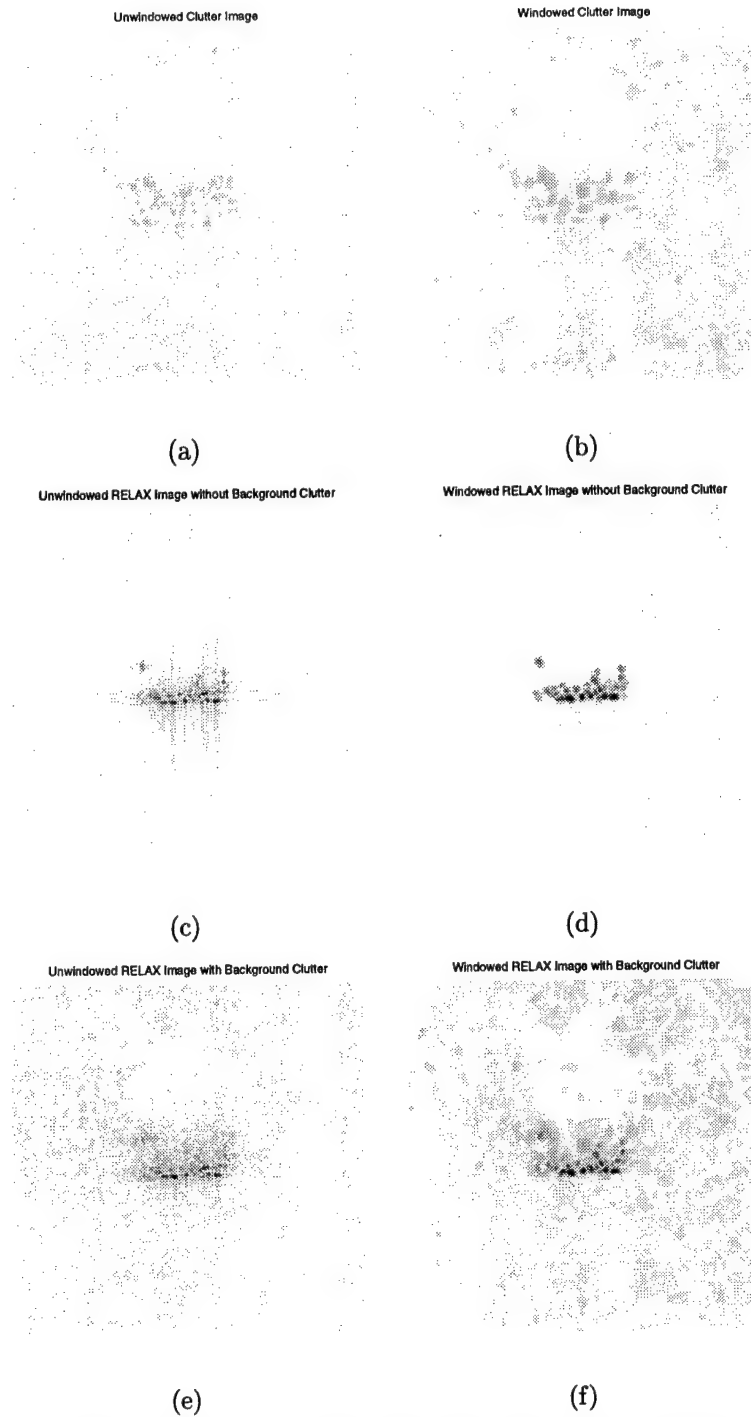 Unwindowed Clutter Image
Windowed Clutter Image
(a)
(b)
Unwindowed RELAX Image without Background Clutter
Windowed RELAX Image without Background Clutter
(c)
(d)
Unwindowed RELAX Image with Background Clutter
Windowed RELAX Image with Background Clutter
(e)
(f)